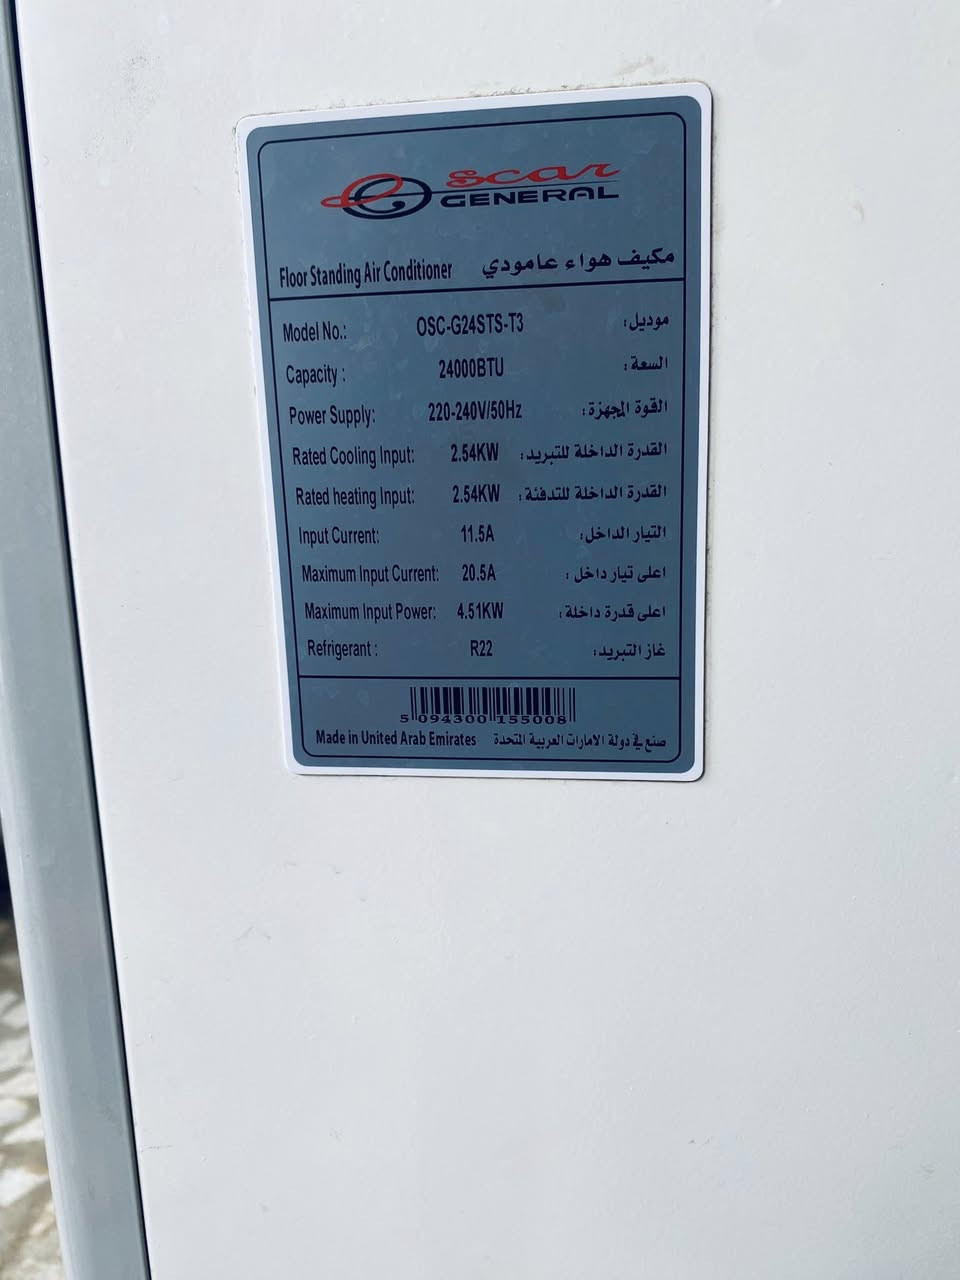 Oscar
GENERAL
Floor Standing Air Conditioner مكيف هواء عامودي
Model No.: OSC-G24STS-T3 موديل:
Capacity : 24000BTU السعة :
Power Supply: 220-240V/50Hz القوة المجهزة :
Rated Cooling Input: 2.54KW القدرة الداخلة للتبريد:
Rated heating Input: 2.54KW القدرة الداخلة للتدفئة :
Input Current: 11.5A التيار الداخل:
Maximum Input Current: 20.5A اعلى تيار داخل :
Maximum Input Power: 4.51KW اعلى قدرة داخلة:
Refrigerant : R22 غاز التبريد:
5 094300 155008
Made in United Arab Emirates صنع في دولة الامارات العربية المتحدة